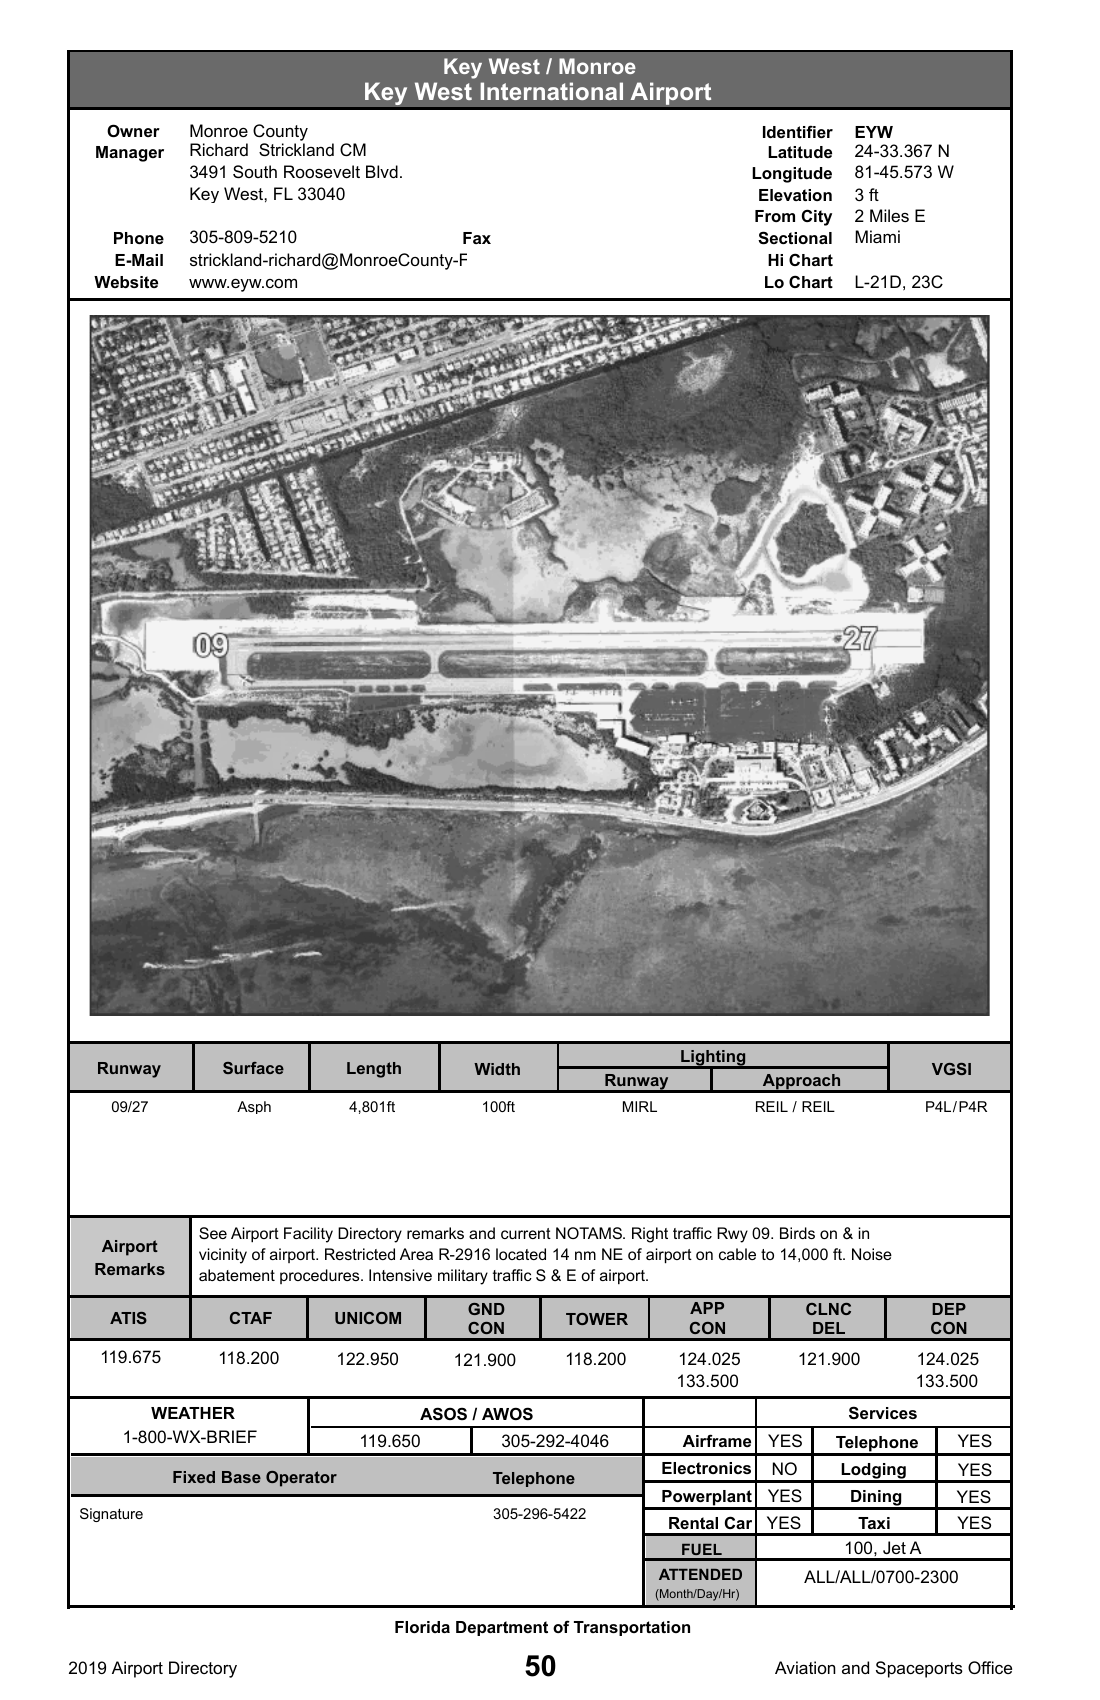 Key West / Monroe
Key West International Airport
Owner Monroe County
Manager Richard  Strickland CM
3491 South Roosevelt Blvd.
Key West, FL 33040
Phone 305-809-5210 Fax
E-Mail strickland-richard@MonroeCounty-F
Website www.eyw.com
Identifier EYW
Latitude 24-33.367 N
Longitude 81-45.573 W
Elevation 3 ft
From City 2 Miles E
Sectional Miami
Hi Chart
Lo Chart L-21D, 23C
09
27
Runway Surface Length Width Lighting VGSI
Runway Approach
09/27 Asph 4,801ft 100ft MIRL REIL / REIL P4L/P4R
Airport Remarks
See Airport Facility Directory remarks and current NOTAMS. Right traffic Rwy 09. Birds on & in
vicinity of airport. Restricted Area R-2916 located 14 nm NE of airport on cable to 14,000 ft. Noise
abatement procedures. Intensive military traffic S & E of airport.
ATIS CTAF UNICOM GND CON TOWER APP CON CLNC DEL DEP CON
119.675 118.200 122.950 121.900 118.200 124.025 121.900 124.025
133.500 133.500
WEATHER ASOS / AWOS Services
1-800-WX-BRIEF 119.650 305-292-4046
Airframe YES Telephone YES
Electronics NO Lodging YES
Powerplant YES Dining YES
Rental Car YES Taxi YES
Fixed Base Operator Telephone
Signature 305-296-5422
FUEL 100, Jet A
ATTENDED ALL/ALL/0700-2300
(Month/Day/Hr)
Florida Department of Transportation
2019 Airport Directory 50 Aviation and Spaceports Office